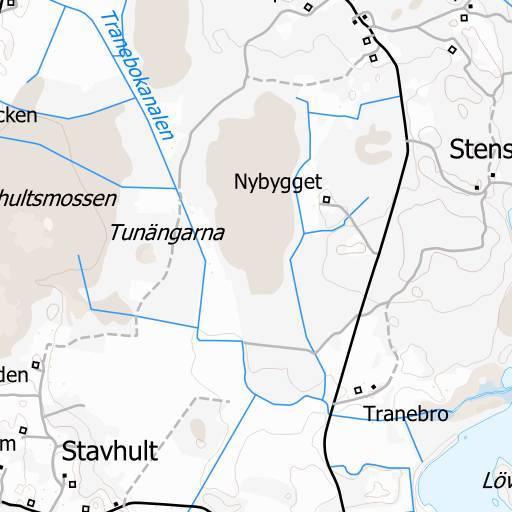 Tranebokanalen
cken
Stens
Nybygget
hultsmossen
Tunängarna
den
Tranebro
m
Stavhult
Löv